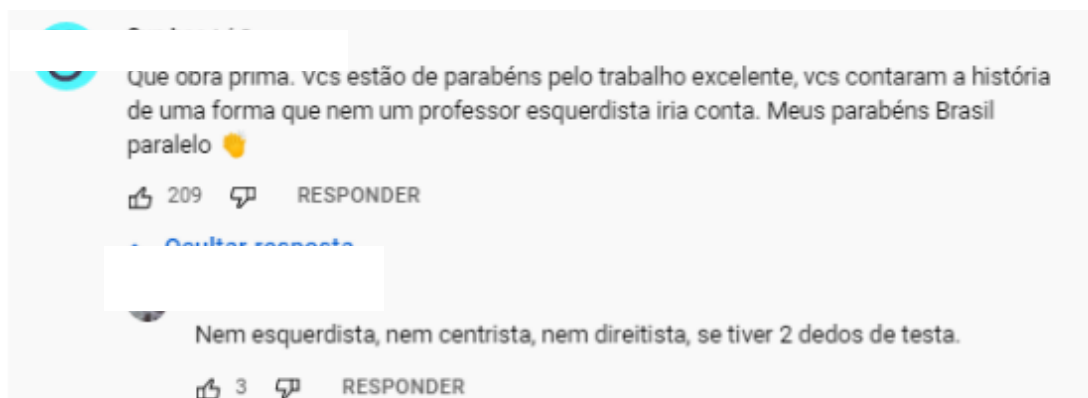 Que obra prima. Vcs estão de parabéns pelo trabalho excelente, vcs contaram a história
de uma forma que nem um professor esquerdista iria conta. Meus parabéns Brasil
paralelo 👏
209 RESPONDER
Ocultar resposta
Nem esquerdista, nem centrista, nem direitista, se tiver 2 dedos de testa.
3 RESPONDER